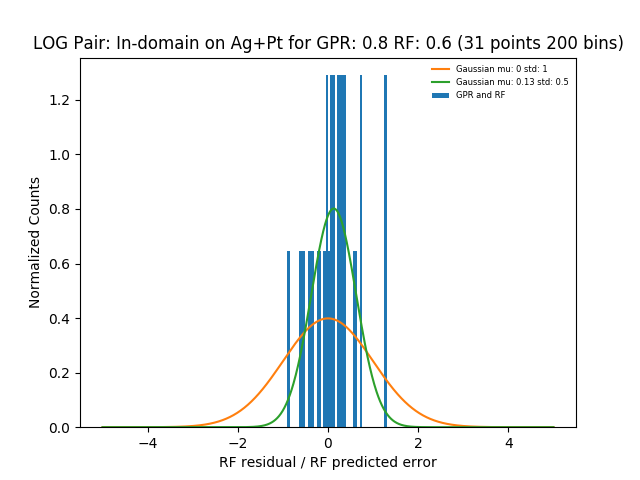 LOG Pair: In-domain on Ag+Pt for GPR: 0.8 RF: 0.6 (31 points 200 bins)
Gaussian mu: 0 std: 1
Gaussian mu: 0.13 std: 0.5
GPR and RF
Normalized Counts
1.2
1.0
0.8
0.6
0.4
0.2
0.0
−4
−2
0
2
4
RF residual / RF predicted error